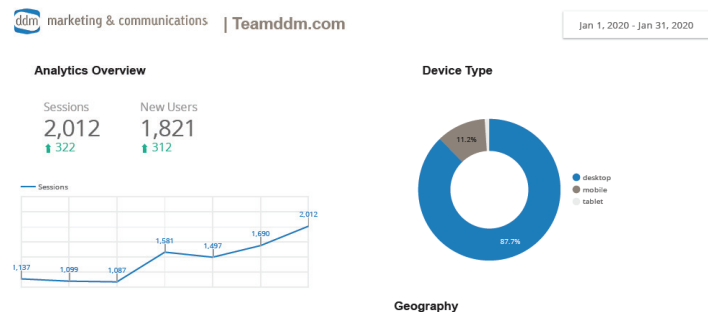 ddm marketing & communications | Teamddm.com
Jan 1, 2020 - Jan 31, 2020
Analytics Overview
Device Type
Sessions New Users
2,012 1,821
322 312
Sessions
1,137
1,099
1,087
1,581
1,497
1,690
2,012
11.2%
87.7%
desktop
mobile
tablet
Geography